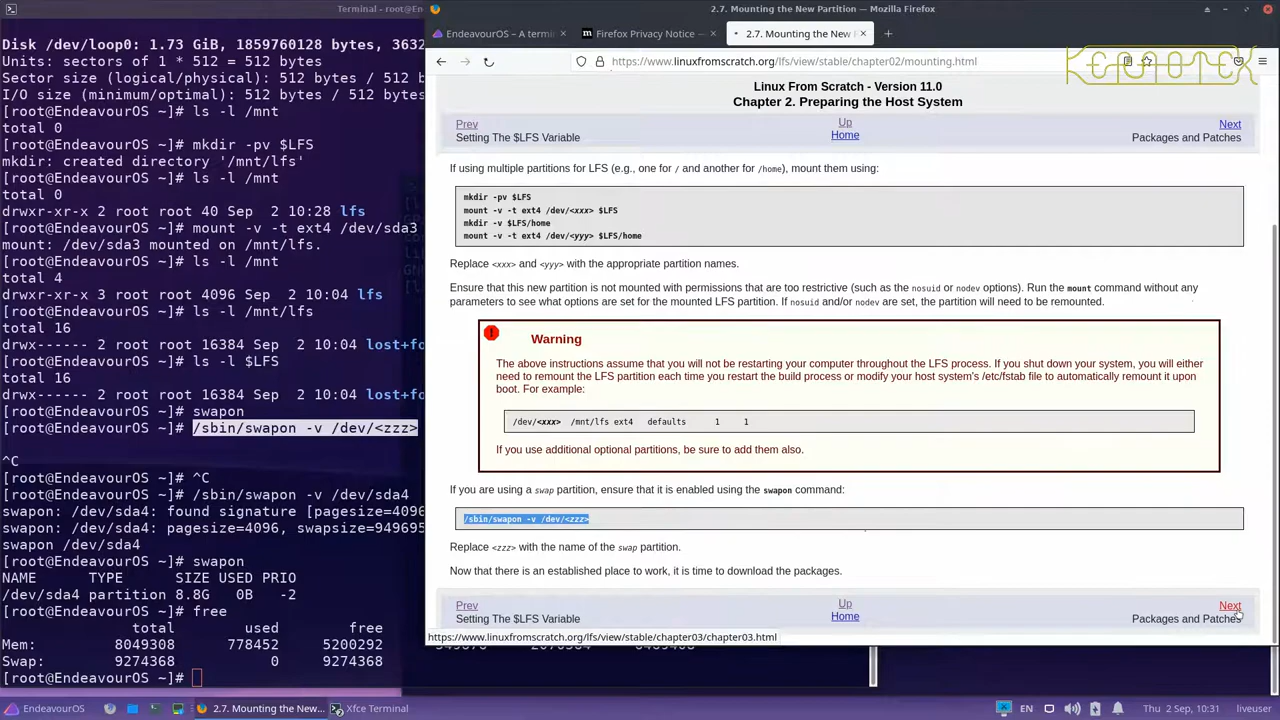 Terminal - root@En
Disk /dev/loop0: 1.73 GiB, 1859760128 bytes, 3632
Units: sectors of 1 * 512 = 512 bytes
Sector size (logical/physical): 512 bytes /
I/O size (minimum/optimal): 512 bytes / 512
[root@EndeavourOS ~]# ls -l /mnt
total 0
[root@EndeavourOS ~]# mkdir -pv $LFS
mkdir: created directory '/mnt/lfs'
[root@EndeavourOS ~]# ls -l /mnt
total 0
drwxr-xr-x 2 root root 40 Sep 2 10:28 lfs
[root@EndeavourOS ~]# mount -v -t ext4 /dev/sda3
mount: /dev/sda3 mounted on /mnt/lfs.
[root@EndeavourOS ~]# ls -l /mnt
total 4
drwxr-xr-x 3 root root 4096 Sep 2 10:04 lfs
[root@EndeavourOS ~]# ls -l /mnt/lfs
total 16
drwx------ 2 root root 16384 Sep 2 10:04 lost+fo
[root@EndeavourOS ~]# ls -l $LFS
total 16
drwx------ 2 root root 16384 Sep 2 10:04 lost+fo
[root@EndeavourOS ~]# swapon
[root@EndeavourOS ~]# /sbin/swapon -v /dev/<zzz>
^C
[root@EndeavourOS ~]# ^C
[root@EndeavourOS ~]# /sbin/swapon -v /dev/sda4
swapon: /dev/sda4: found signature [pagesize=4096
swapon: /dev/sda4: pagesize=4096, swapsize=949695
swapon /dev/sda4
[root@EndeavourOS ~]# swapon
NAME TYPE SIZE USED PRIO
/dev/sda4 partition 8.8G 0B -2
[root@EndeavourOS ~]# free
total used free
Mem: 8049308 778452 5200292
Swap: 9274368 0 9274368
[root@EndeavourOS ~]#
2.7. Mounting the New Partition — Mozilla Firefox
EndeavourOS – A termi
Firefox Privacy Notice —
2.7. Mounting the New P
https://www.linuxfromscratch.org/lfs/view/stable/chapter02/mounting.html
KERNOTEX
Linux From Scratch - Version 11.0
Chapter 2. Preparing the Host System
Prev Up Next
Setting The $LFS Variable Home Packages and Patches
If using multiple partitions for LFS (e.g., one for / and another for /home), mount them using:
mkdir -pv $LFS
mount -v -t ext4 /dev/<xxx> $LFS
mkdir -v $LFS/home
mount -v -t ext4 /dev/<yyy> $LFS/home
Replace <xxx> and <yyy> with the appropriate partition names.
Ensure that this new partition is not mounted with permissions that are too restrictive (such as the nosuid or nodev options). Run the mount command without any
parameters to see what options are set for the mounted LFS partition. If nosuid and/or nodev are set, the partition will need to be remounted.
Warning
The above instructions assume that you will not be restarting your computer throughout the LFS process. If you shut down your system, you will either
need to remount the LFS partition each time you restart the build process or modify your host system's /etc/fstab file to automatically remount it upon
boot. For example:
/dev/<xxx> /mnt/lfs ext4 defaults 1 1
If you use additional optional partitions, be sure to add them also.
If you are using a swap partition, ensure that it is enabled using the swapon command:
/sbin/swapon -v /dev/<zzz>
Replace <zzz> with the name of the swap partition.
Now that there is an established place to work, it is time to download the packages.
Prev Up Next
Setting The $LFS Variable Home Packages and Patches
https://www.linuxfromscratch.org/lfs/view/stable/chapter03/chapter03.html
EndeavourOS
2.7. Mounting the New...
Xfce Terminal
EN
Thu 2 Sep, 10:31
liveuser